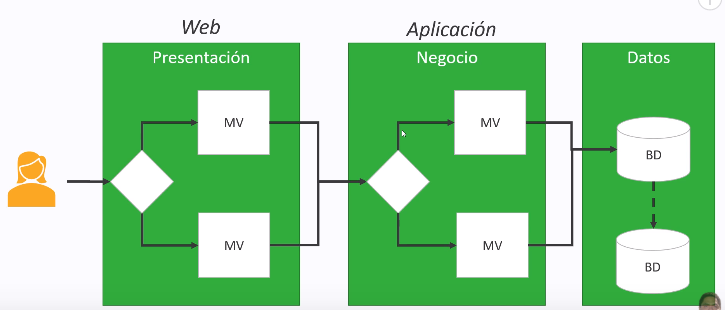 Web
Aplicación
Presentación
Negocio
Datos
MV
MV
BD
MV
MV
BD